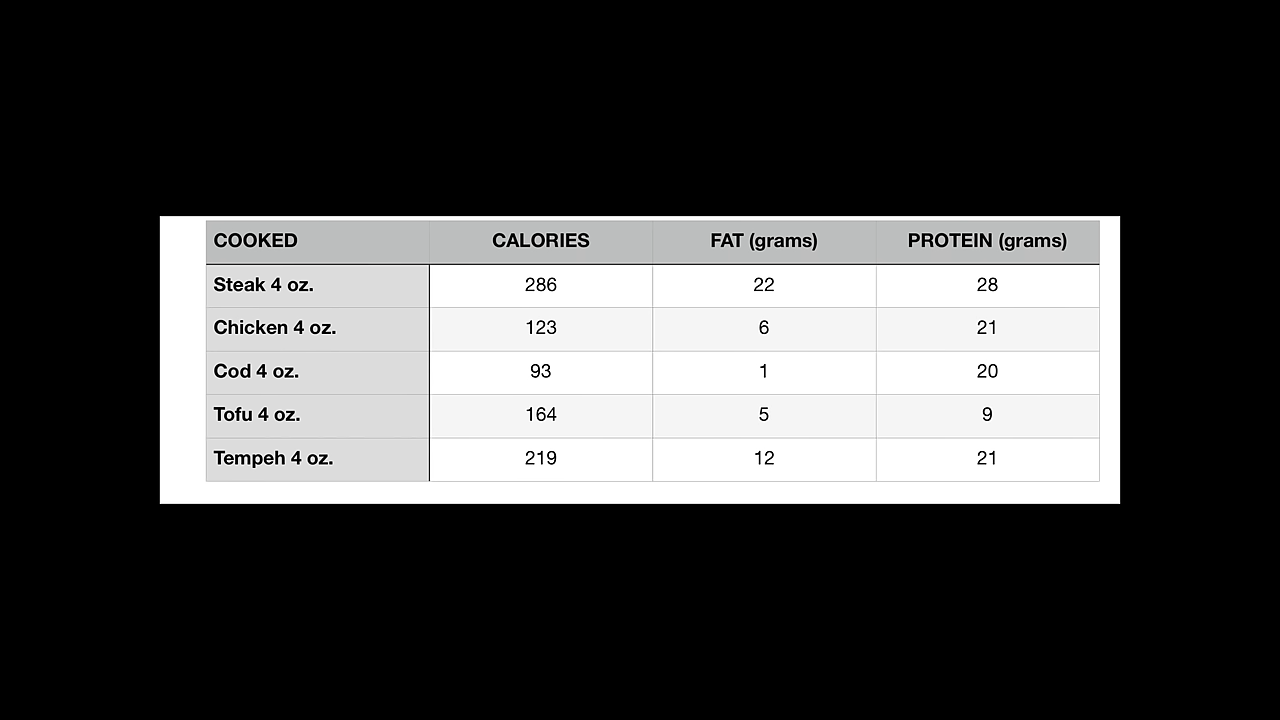 COOKED CALORIES FAT (grams) PROTEIN (grams)
Steak 4 oz. 286 22 28
Chicken 4 oz. 123 6 21
Cod 4 oz. 93 1 20
Tofu 4 oz. 164 5 9
Tempeh 4 oz. 219 12 21